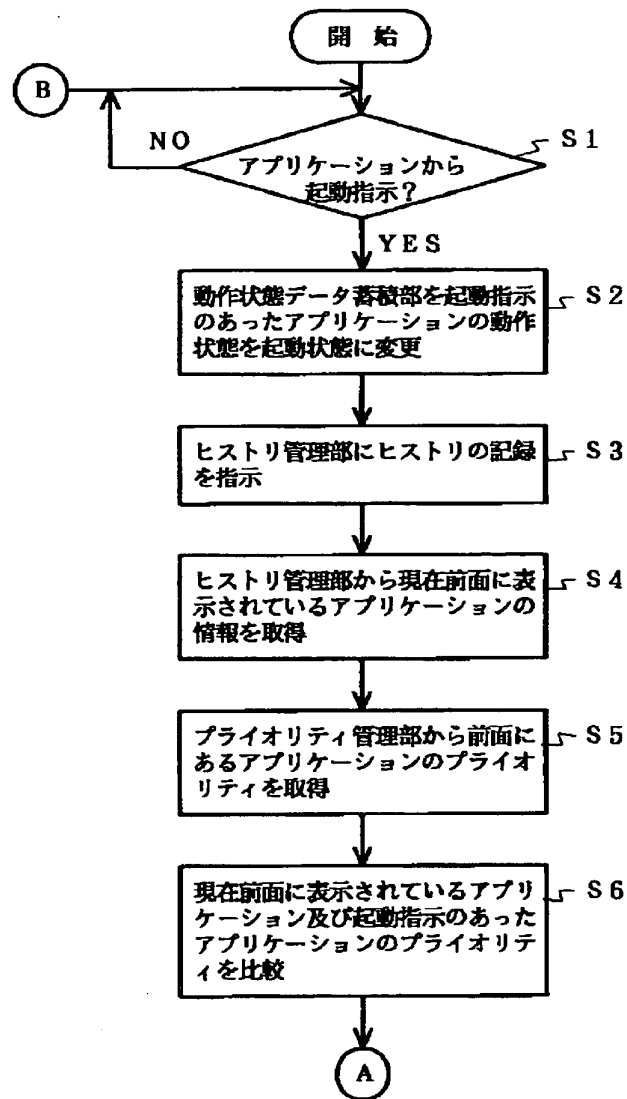 開 始
B
NO
アプリケーションから
起動指示?
S1
YES
動作状態データ蓄積部を起動指示
のあったアプリケーションの動作
状態を起動状態に変更
S2
ヒストリ管理部にヒストリの記録
を指示
S3
ヒストリ管理部から現在前面に表
示されているアプリケーションの
情報を取得
S4
プライオリティ管理部から前面に
あるアプリケーションのプライオ
リティを取得
S5
現在前面に表示されているアプリ
ケーション及び起動指示のあった
アプリケーションのプライオリテ
ィを比較
S6
A